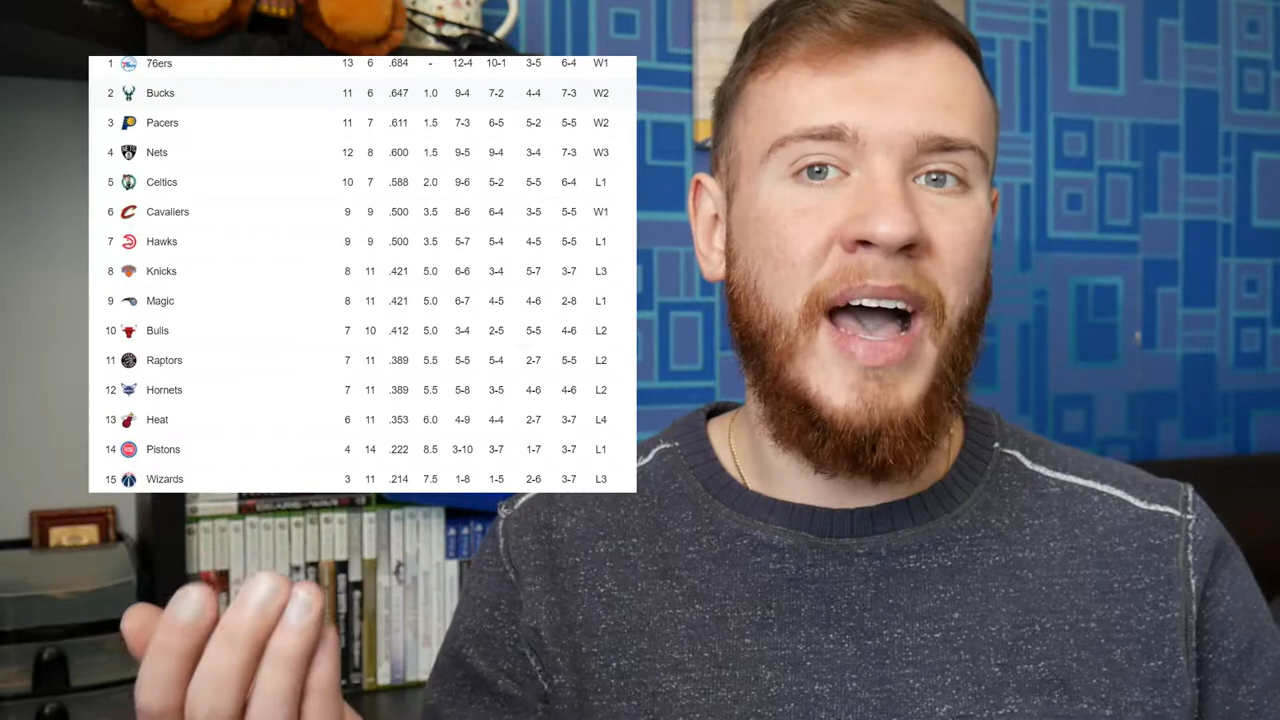 1 76ers 13 6 .684 - 12-4 10-1 3-5 6-4 W1
2 Bucks 11 6 .647 1.0 9-4 7-2 4-4 7-3 W2
3 Pacers 11 7 .611 1.5 7-3 6-5 5-2 5-5 W2
4 Nets 12 8 .600 1.5 9-5 9-4 3-4 7-3 W3
5 Celtics 10 7 .588 2.0 9-6 5-2 5-5 6-4 L1
6 Cavaliers 9 9 .500 3.5 8-6 6-4 3-5 5-5 W1
7 Hawks 9 9 .500 3.5 5-7 5-4 4-5 5-5 L1
8 Knicks 8 11 .421 5.0 6-6 3-4 5-7 3-7 L3
9 Magic 8 11 .421 5.0 6-7 4-5 4-6 2-8 L1
10 Bulls 7 10 .412 5.0 3-4 2-5 5-5 4-6 L2
11 Raptors 7 11 .389 5.5 5-5 5-4 2-7 5-5 L2
12 Hornets 7 11 .389 5.5 5-8 3-5 4-6 4-6 L2
13 Heat 6 11 .353 6.0 4-9 4-4 2-7 3-7 L4
14 Pistons 4 14 .222 8.5 3-10 3-7 1-7 3-7 L1
15 Wizards 3 11 .214 7.5 1-8 1-5 2-6 3-7 L3